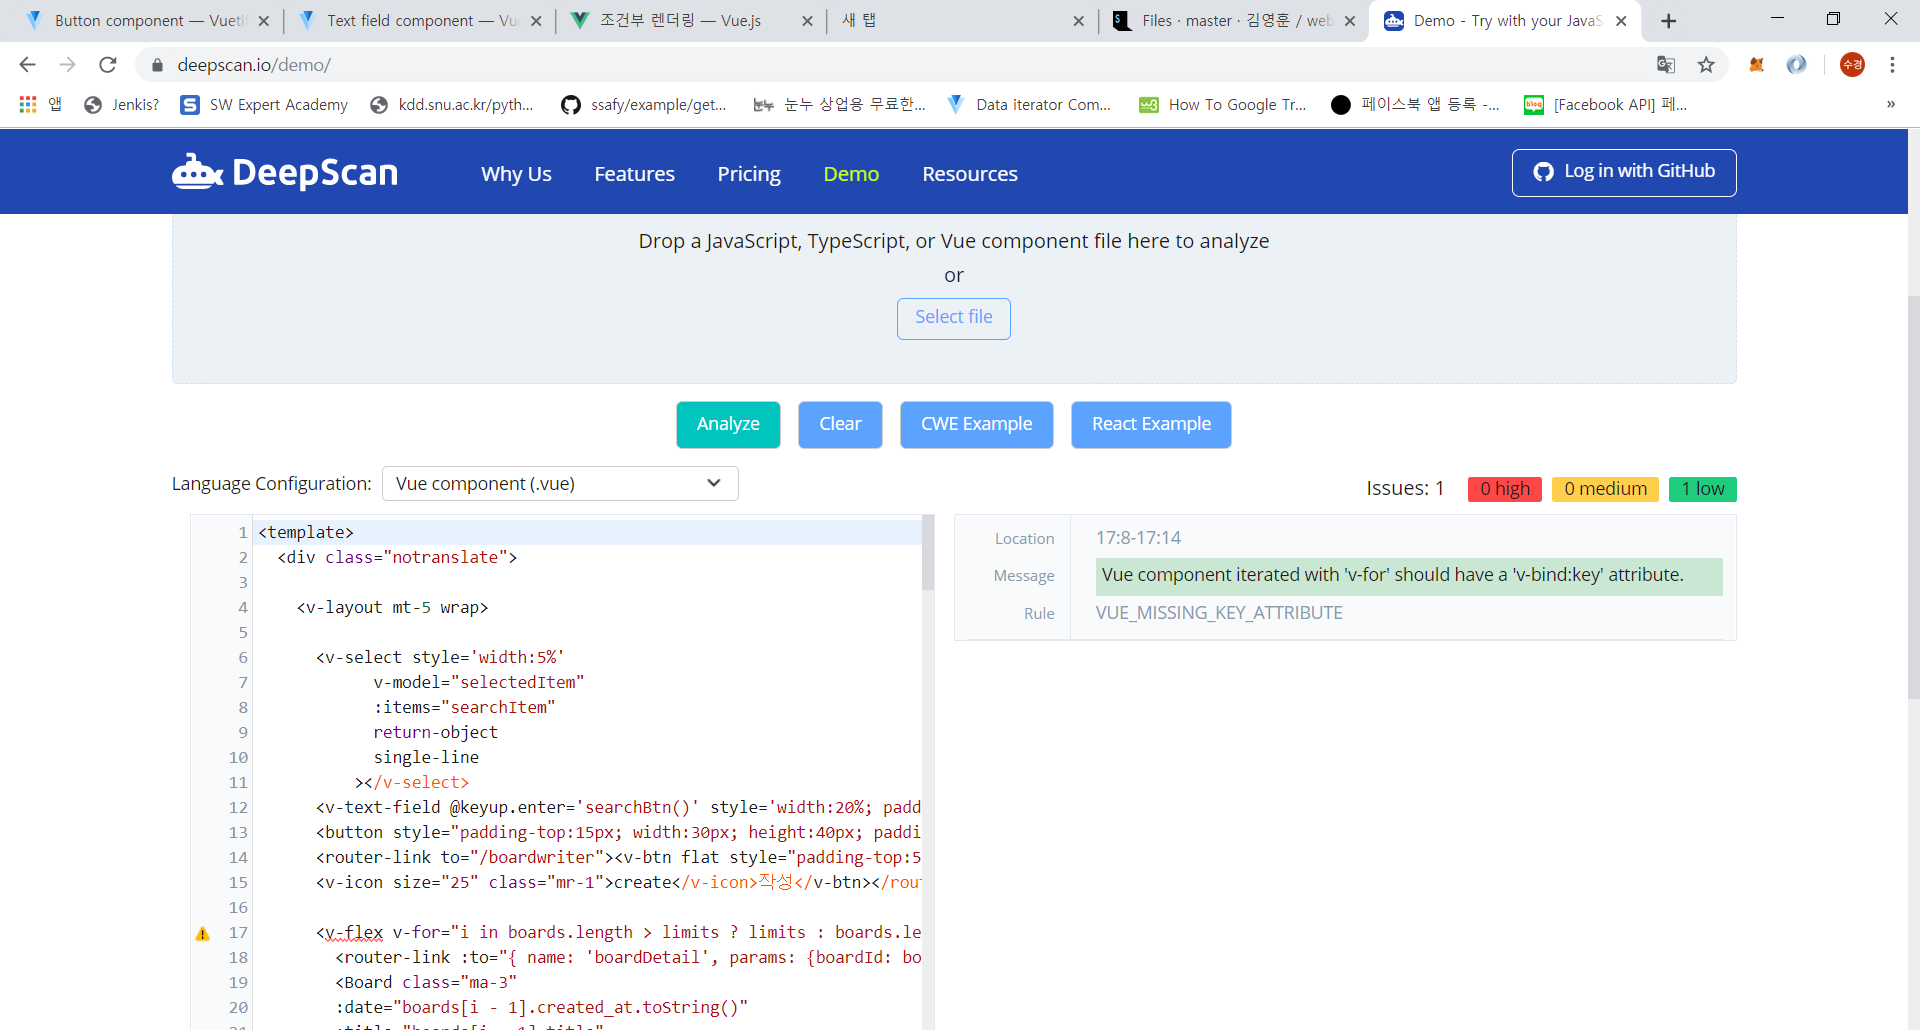 Button component — Vuetif
Text field component — Vue
조건부 렌더링 — Vue.js
새 탭
Files · master · 김영훈 / web
Demo - Try with your JavaS
deepscan.io/demo/
수경
앱
Jenkis?
SW Expert Academy
kdd.snu.ac.kr/pyth...
ssafy/example/get...
눈누 상업용 무료한...
Data iterator Com...
How To Google Tr...
페이스북 앱 등록 -...
[Facebook API] 페...
»
DeepScan
Why Us
Features
Pricing
Demo
Resources
Log in with GitHub
Drop a JavaScript, TypeScript, or Vue component file here to analyze
or
Select file
Analyze
Clear
CWE Example
React Example
Language Configuration:
Vue component (.vue)
Issues: 1
0 high
0 medium
1 low
1 <template>
2 <div class="notranslate">
3
4 <v-layout mt-5 wrap>
5
6 <v-select style='width:5%'
7 v-model="selectedItem"
8 :items="searchItem"
9 return-object
10 single-line
11 ></v-select>
12 <v-text-field @keyup.enter='searchBtn()' style='width:20%; padd
13 <button style="padding-top:15px; width:30px; height:40px; paddi
14 <router-link to="/boardwriter"><v-btn flat style="padding-top:5
15 <v-icon size="25" class="mr-1">create</v-icon>작성</v-btn></rou
16
17 <v-flex v-for="i in boards.length > limits ? limits : boards.le
18 <router-link :to="{ name: 'boardDetail', params: {boardId: bo
19 <Board class="ma-3"
20 :date="boards[i - 1].created_at.toString()"
Location
17:8-17:14
Message
Vue component iterated with 'v-for' should have a 'v-bind:key' attribute.
Rule
VUE_MISSING_KEY_ATTRIBUTE